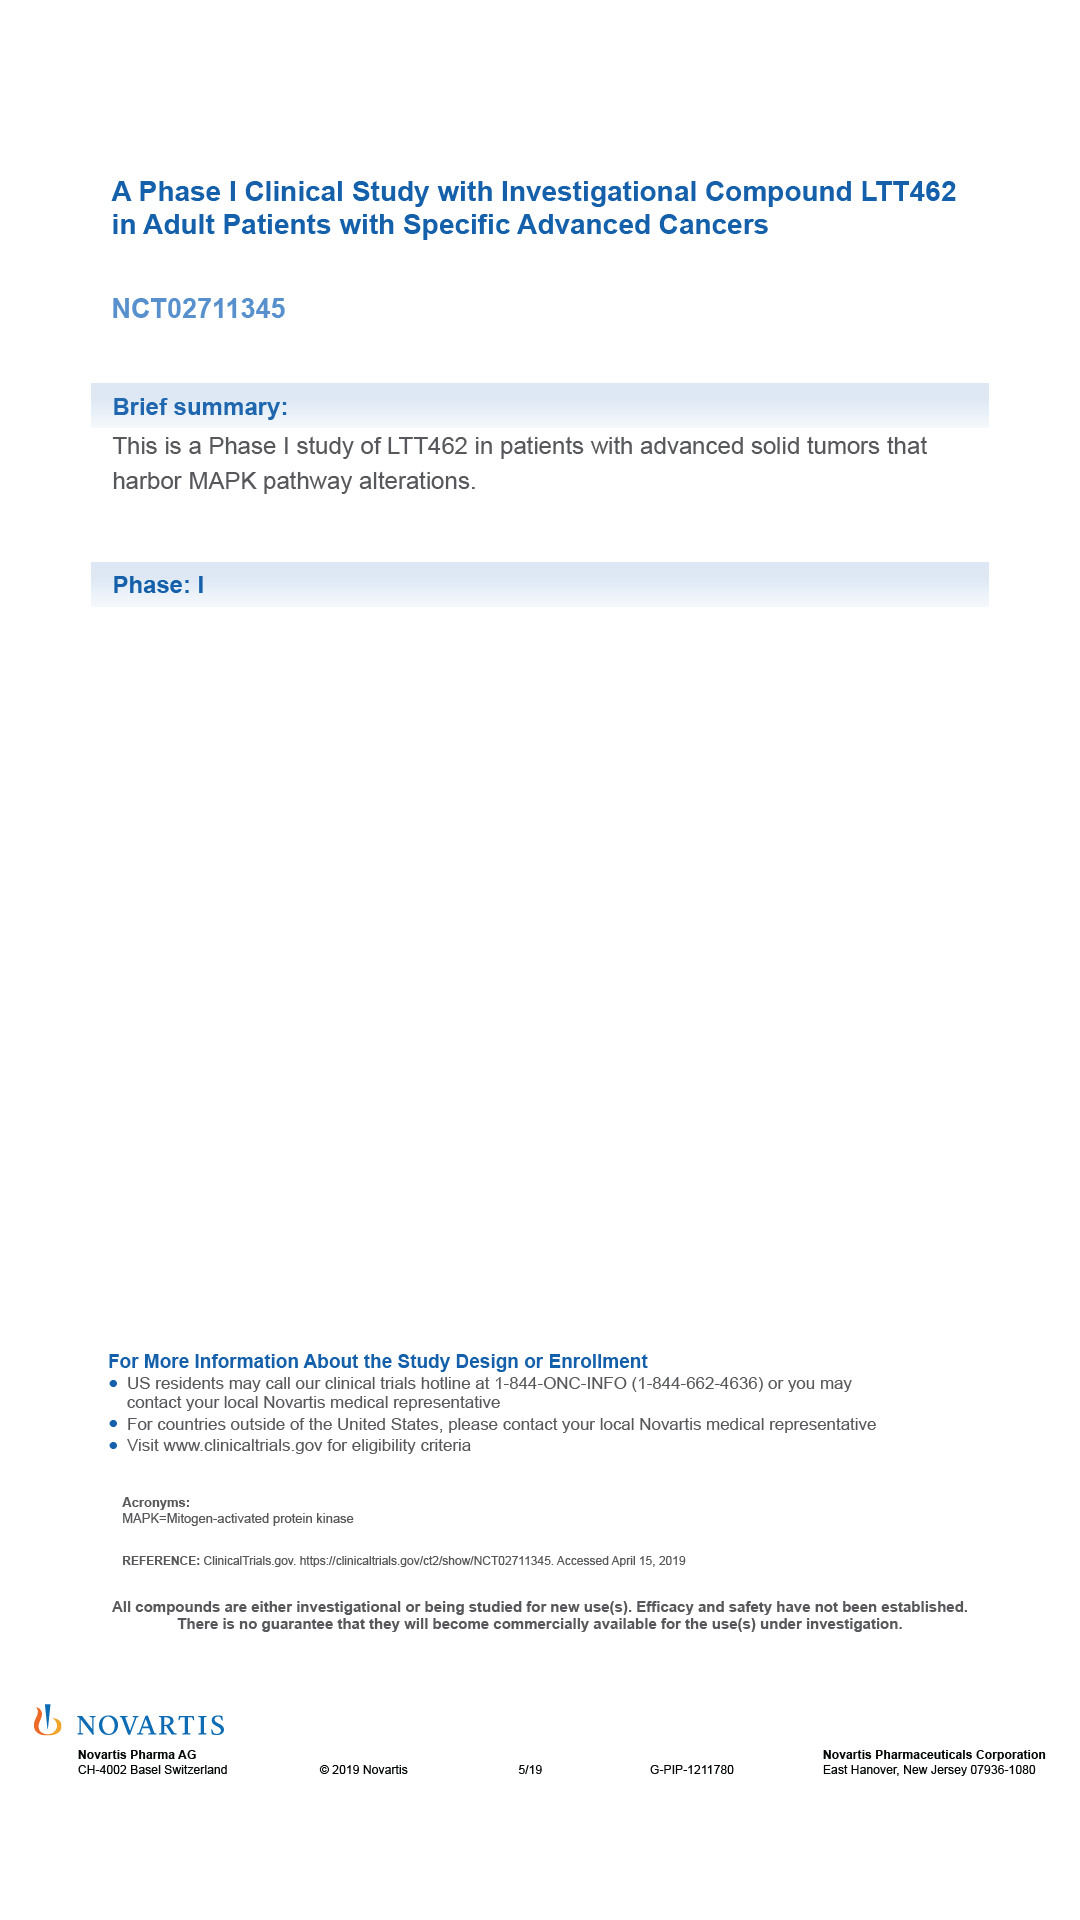 A Phase I Clinical Study with Investigational Compound LTT462
in Adult Patients with Specific Advanced Cancers
NCT02711345
Brief summary:
This is a Phase I study of LTT462 in patients with advanced solid tumors that
harbor MAPK pathway alterations.
Phase: I
For More Information About the Study Design or Enrollment
● US residents may call our clinical trials hotline at 1-844-ONC-INFO (1-844-662-4636) or you may
contact your local Novartis medical representative
● For countries outside of the United States, please contact your local Novartis medical representative
● Visit www.clinicaltrials.gov for eligibility criteria
Acronyms:
MAPK=Mitogen-activated protein kinase
REFERENCE: ClinicalTrials.gov. https://clinicaltrials.gov/ct2/show/NCT02711345. Accessed April 15, 2019
All compounds are either investigational or being studied for new use(s). Efficacy and safety have not been established.
There is no guarantee that they will become commercially available for the use(s) under investigation.
NOVARTIS
Novartis Pharma AG Novartis Pharmaceuticals Corporation
CH-4002 Basel Switzerland © 2019 Novartis 5/19 G-PIP-1211780 East Hanover, New Jersey 07936-1080